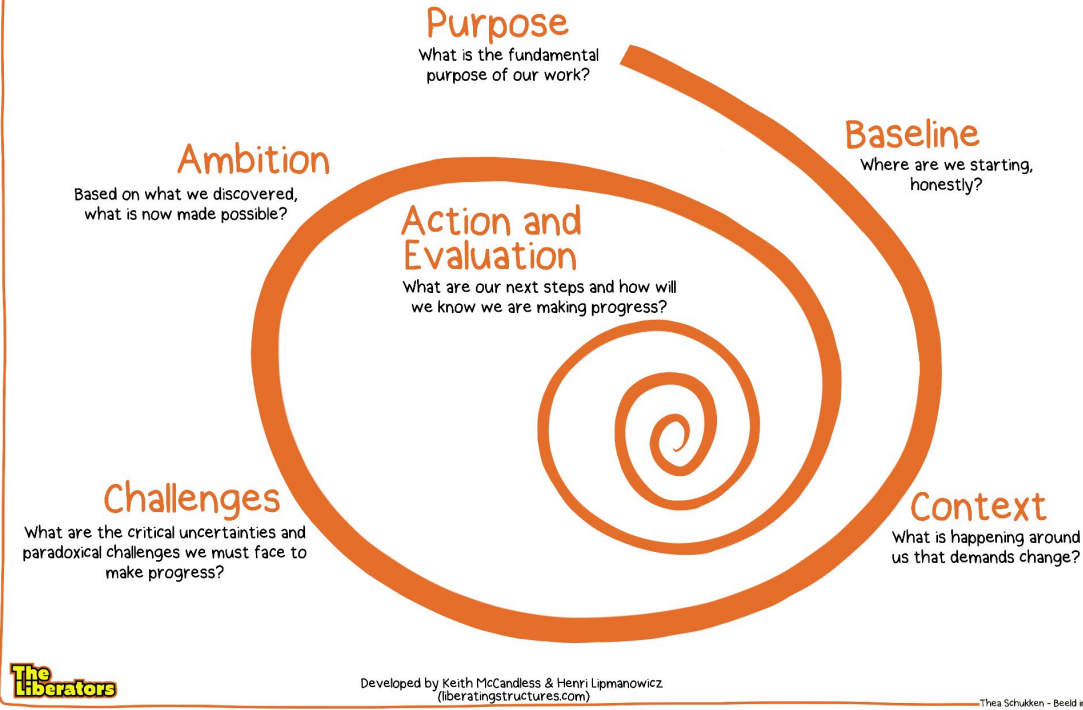 Purpose
What is the fundamental
purpose of our work?
Baseline
Where are we starting,
honestly?
Context
What is happening around
us that demands change?
Challenges
What are the critical uncertainties and
paradoxical challenges we must face to
make progress?
Ambition
Based on what we discovered,
what is now made possible?
Action and
Evaluation
What are our next steps and how will
we know we are making progress?
The
Liberators
Developed by Keith McCandless & Henri Lipmanowicz
(liberatingstructures.com)
Thea Schukken - Beeld